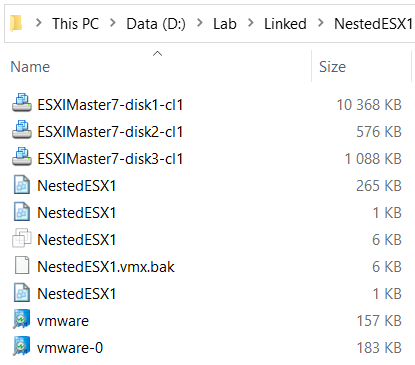 This PC > Data (D:) > Lab > Linked > NestedESX1
Name Size
ESXIMaster7-disk1-cl1 10 368 KB
ESXIMaster7-disk2-cl1 576 KB
ESXIMaster7-disk3-cl1 1 088 KB
NestedESX1 265 KB
NestedESX1 1 KB
NestedESX1 6 KB
NestedESX1.vmx.bak 6 KB
NestedESX1 1 KB
vmware 157 KB
vmware-0 183 KB